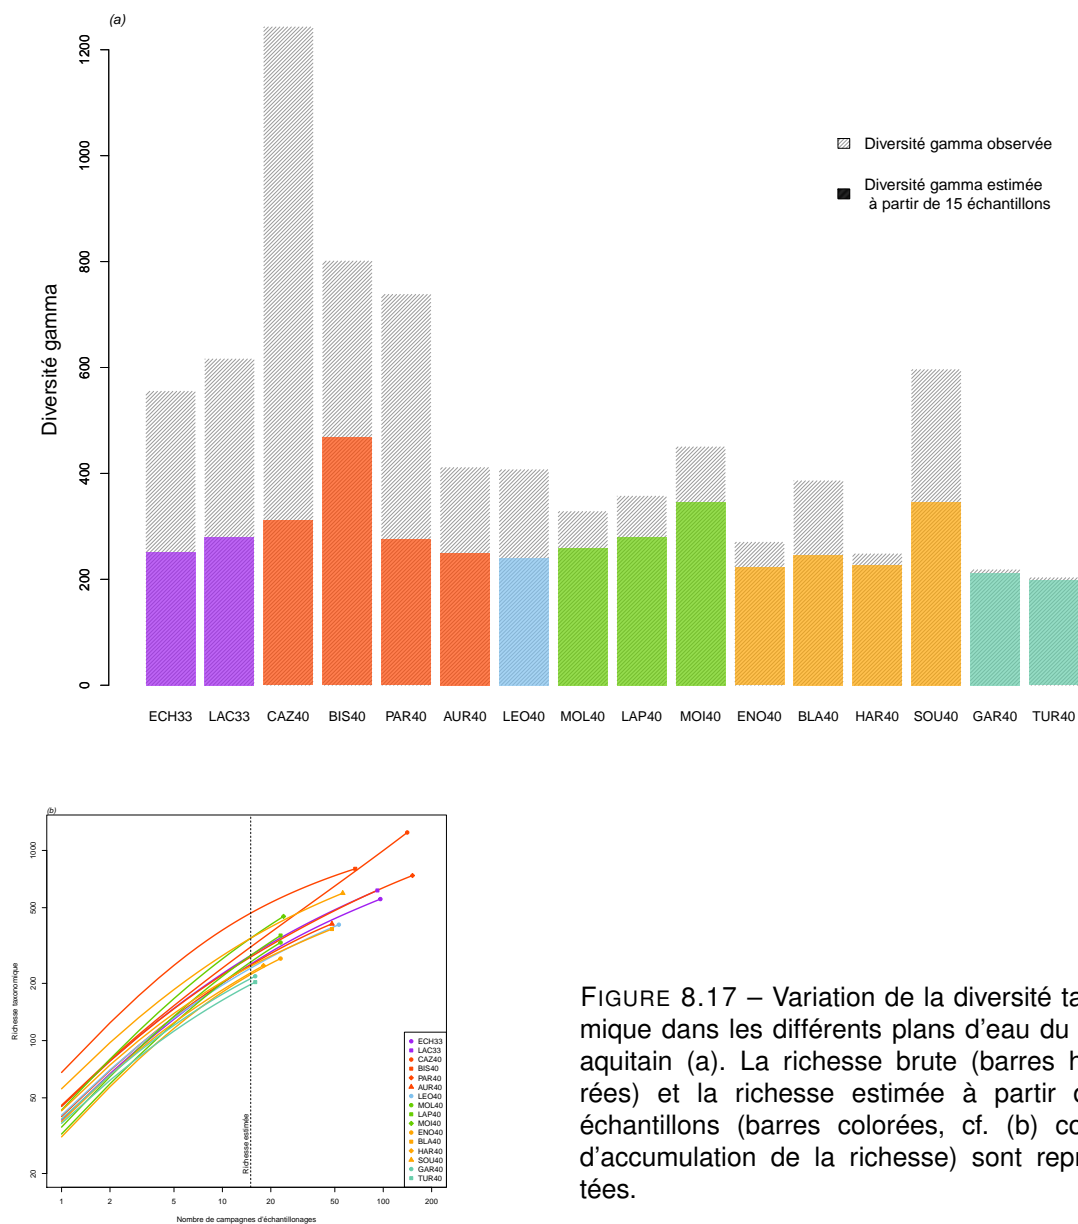 (a)
1200
1000
800
600
400
200
0
Diversité gamma
Diversité gamma observée
Diversité gamma estimée
à partir de 15 échantillons
ECH33 LAC33 CAZ40 BIS40 PAR40 AUR40 LEO40 MOL40 LAP40 MOI40 ENO40 BLA40 HAR40 SOU40 GAR40 TUR40
(b)
1000
500
200
100
50
20
Richesse taxonomique
Richesse estimée
ECH33
LAC33
CAZ40
BIS40
PAR40
AUR40
LEO40
MOL40
LAP40
MOI40
ENO40
BLA40
HAR40
SOU40
GAR40
TUR40
1 2 5 10 20 50 100 200
Nombre de campagnes d'échantillonages
FIGURE 8.17 – Variation de la diversité ta
mique dans les différents plans d'eau du
aquitain (a). La richesse brute (barres h
rées) et la richesse estimée à partir
échantillons (barres colorées, cf. (b) co
d'accumulation de la richesse) sont repr
tées.